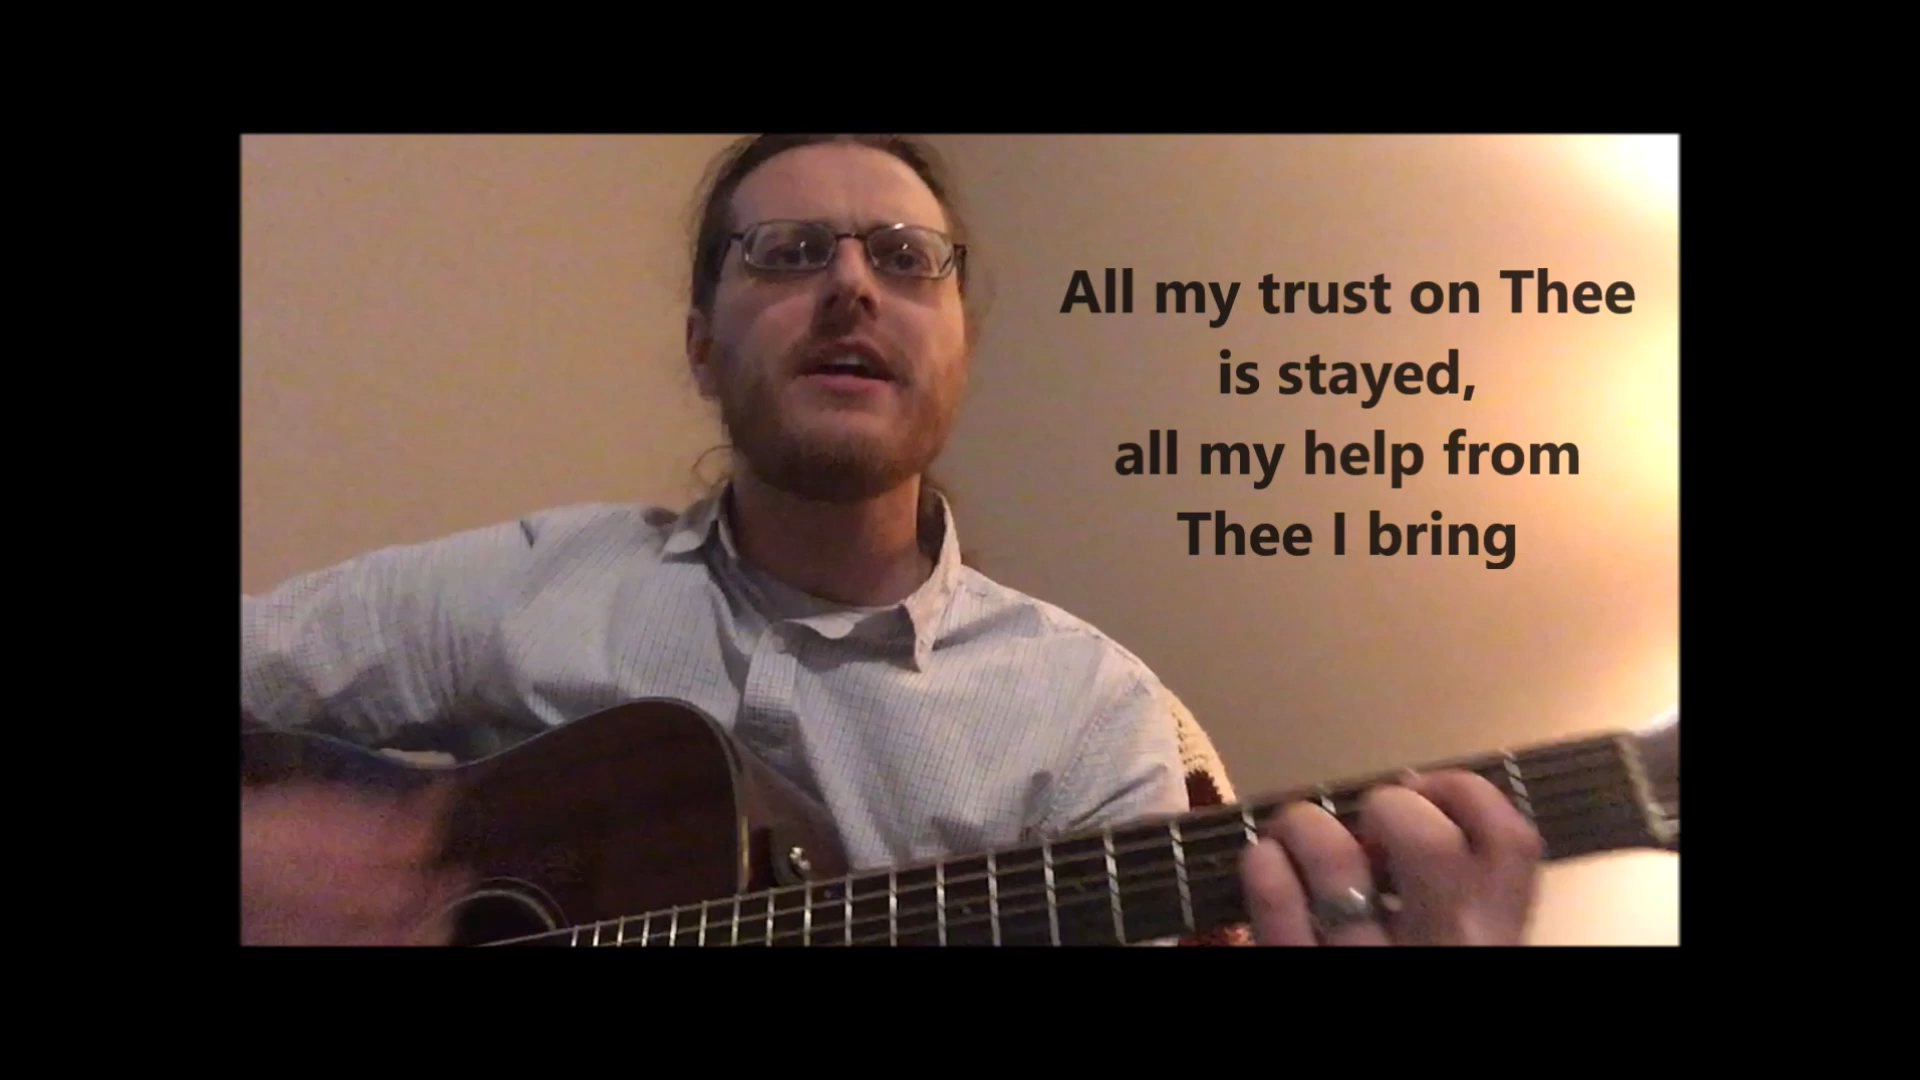 All my trust on Thee
is stayed,
all my help from
Thee I bring